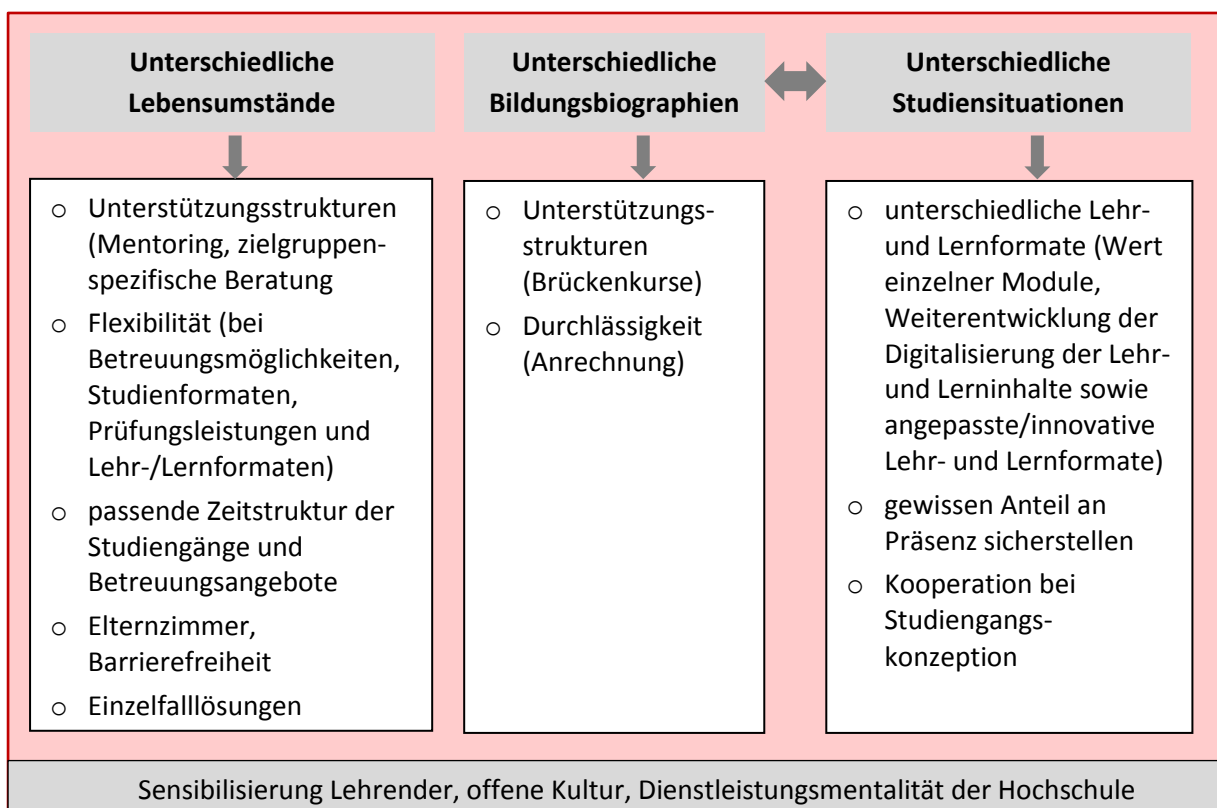 Unterschiedliche
Lebensumstände
Unterschiedliche
Bildungsbiographien
Unterschiedliche
Studiensituationen
o Unterstützungsstrukturen
(Mentoring, zielgruppen-
spezifische Beratung
o Flexibilität (bei
Betreuungsmöglichkeiten,
Studienformaten,
Prüfungsleistungen und
Lehr-/Lernformaten)
o passende Zeitstruktur der
Studiengänge und
Betreuungsangebote
o Elternzimmer,
Barrierefreiheit
o Einzelfalllösungen
o Unterstützungs-
strukturen
(Brückenkurse)
o Durchlässigkeit
(Anrechnung)
o unterschiedliche Lehr-
und Lernformate (Wert
einzelner Module,
Weiterentwicklung der
Digitalisierung der Lehr-
und Lerninhalte sowie
angepasste/innovative
Lehr- und Lernformate)
o gewissen Anteil an
Präsenz sicherstellen
o Kooperation bei
Studiengangs-
konzeption
Sensibilisierung Lehrender, offene Kultur, Dienstleistungsmentalität der Hochschule